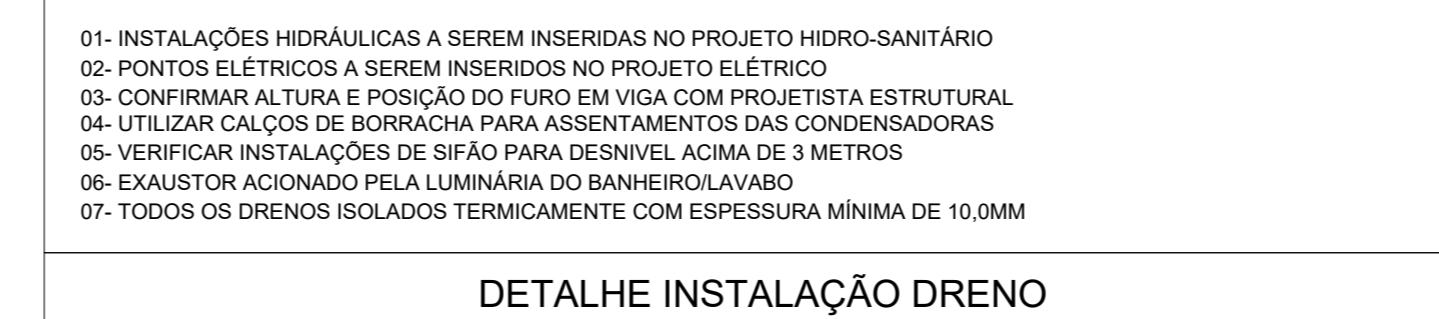 01- INSTALAÇÕES HIDRÁULICAS A SEREM INSERIDAS NO PROJETO HIDRO-SANITÁRIO
02- PONTOS ELÉTRICOS A SEREM INSERIDOS NO PROJETO ELÉTRICO
03- CONFIRMAR ALTURA E POSIÇÃO DO FURO EM VIGA COM PROJETISTA ESTRUTURAL
04- UTILIZAR CALÇOS DE BORRACHA PARA ASSENTAMENTOS DAS CONDENSADORAS
05- VERIFICAR INSTALAÇÕES DE SIFÃO PARA DESNIVEL ACIMA DE 3 METROS
06- EXAUSTOR ACIONADO PELA LUMINÁRIA DO BANHEIRO/LAVABO
07- TODOS OS DRENOS ISOLADOS TERMICAMENTE COM ESPESSURA MÍNIMA DE 10,0MM
DETALHE INSTALAÇÃO DRENO